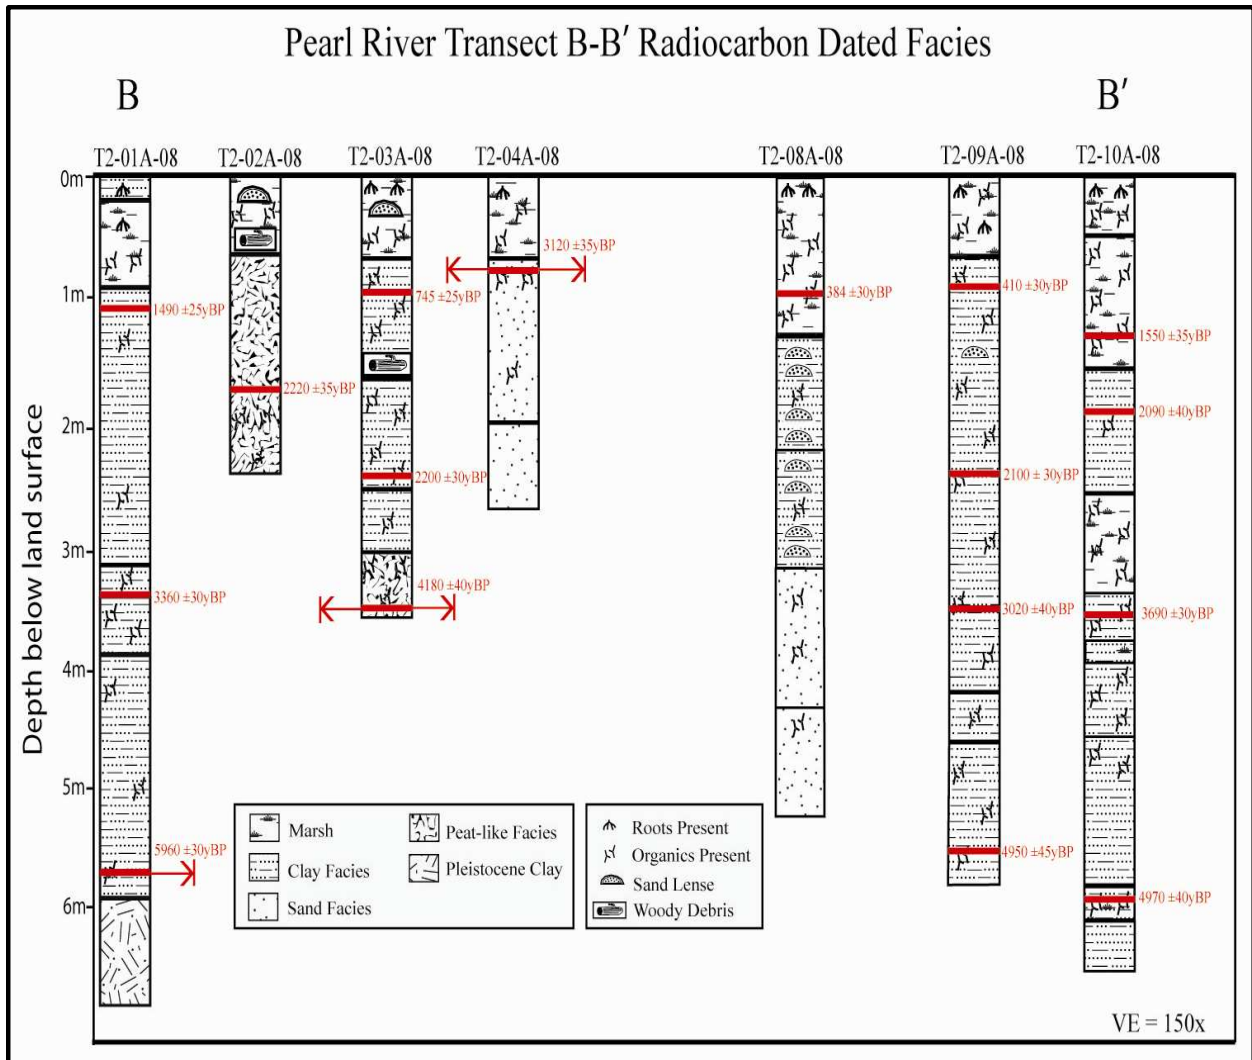 Pearl River Transect B-B' Radiocarbon Dated Facies
B
B'
T2-01A-08
T2-02A-08
T2-03A-08
T2-04A-08
T2-08A-08
T2-09A-08
T2-10A-08
Depth below land surface
0m
1m
2m
3m
4m
5m
6m
1490 ±25yBP
3360 ±30yBP
5960 ±30yBP
2220 ±35yBP
745 ±25yBP
2200 ±30yBP
4180 ±40yBP
3120 ±35yBP
384 ±30yBP
410 ±30yBP
2100 ± 30yBP
3020 ±40yBP
4950 ±45yBP
1550 ±35yBP
2090 ±40yBP
3690 ±30yBP
4970 ±40yBP
Marsh
Clay Facies
Sand Facies
Peat-like Facies
Pleistocene Clay
Roots Present
Organics Present
Sand Lense
Woody Debris
VE = 150x